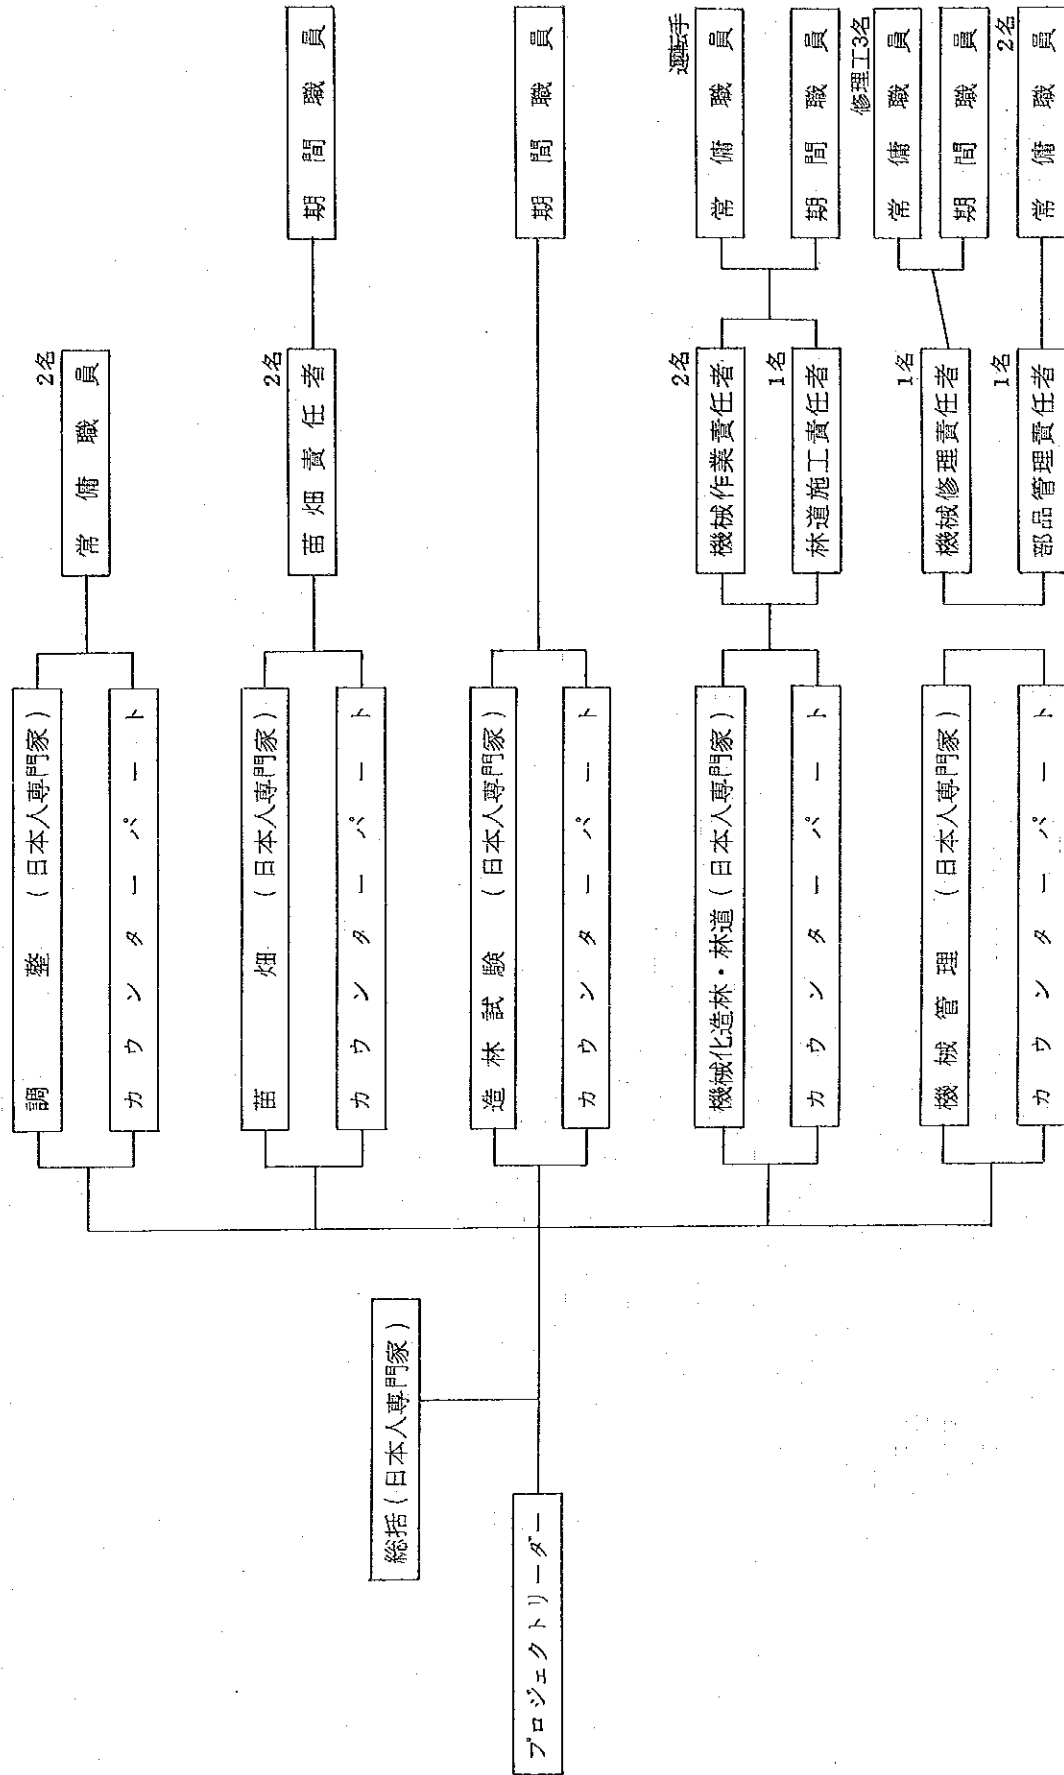 プロジェクトリーダー
総括(日本人専門家)
調整 (日本人専門家)
カウンターパート
2名
常傭職員
苗畑 (日本人専門家)
カウンターパート
2名
苗畑責任者
期間職員
造林試験 (日本人専門家)
カウンターパート
期間職員
機械化造林・林道(日本人専門家)
カウンターパート
2名
機械作業責任者
1名
林道施工責任者
運転手
常傭職員
期間職員
機械管理 (日本人専門家)
カウンターパート
1名
機械修理責任者
1名
部品管理責任者
修理工3名
常傭職員
期間職員
2名
常傭職員